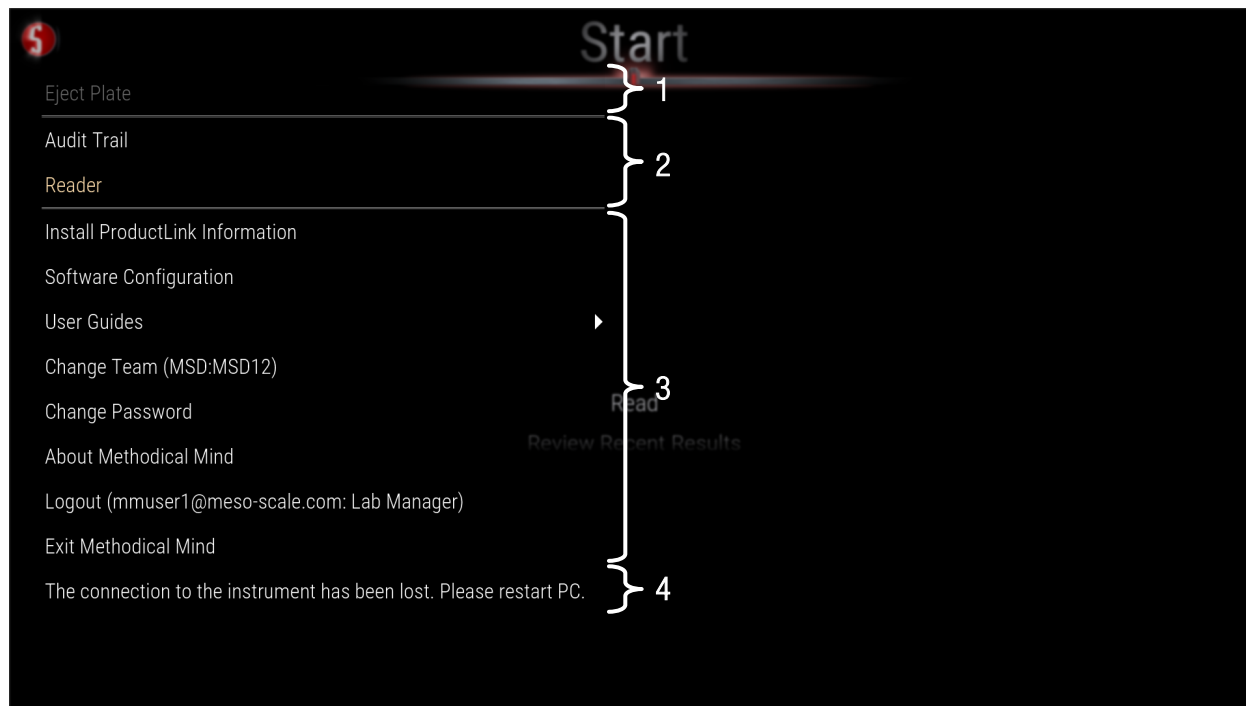 S
Start
Eject Plate
1
Audit Trail
2
Reader
Install ProductLink Information
Software Configuration
User Guides
Change Team (MSD:MSD12)
3
Change Password
Read
About Methodical Mind
Review Recent Results
Logout (mmuser1@meso-scale.com: Lab Manager)
Exit Methodical Mind
The connection to the instrument has been lost. Please restart PC.
4